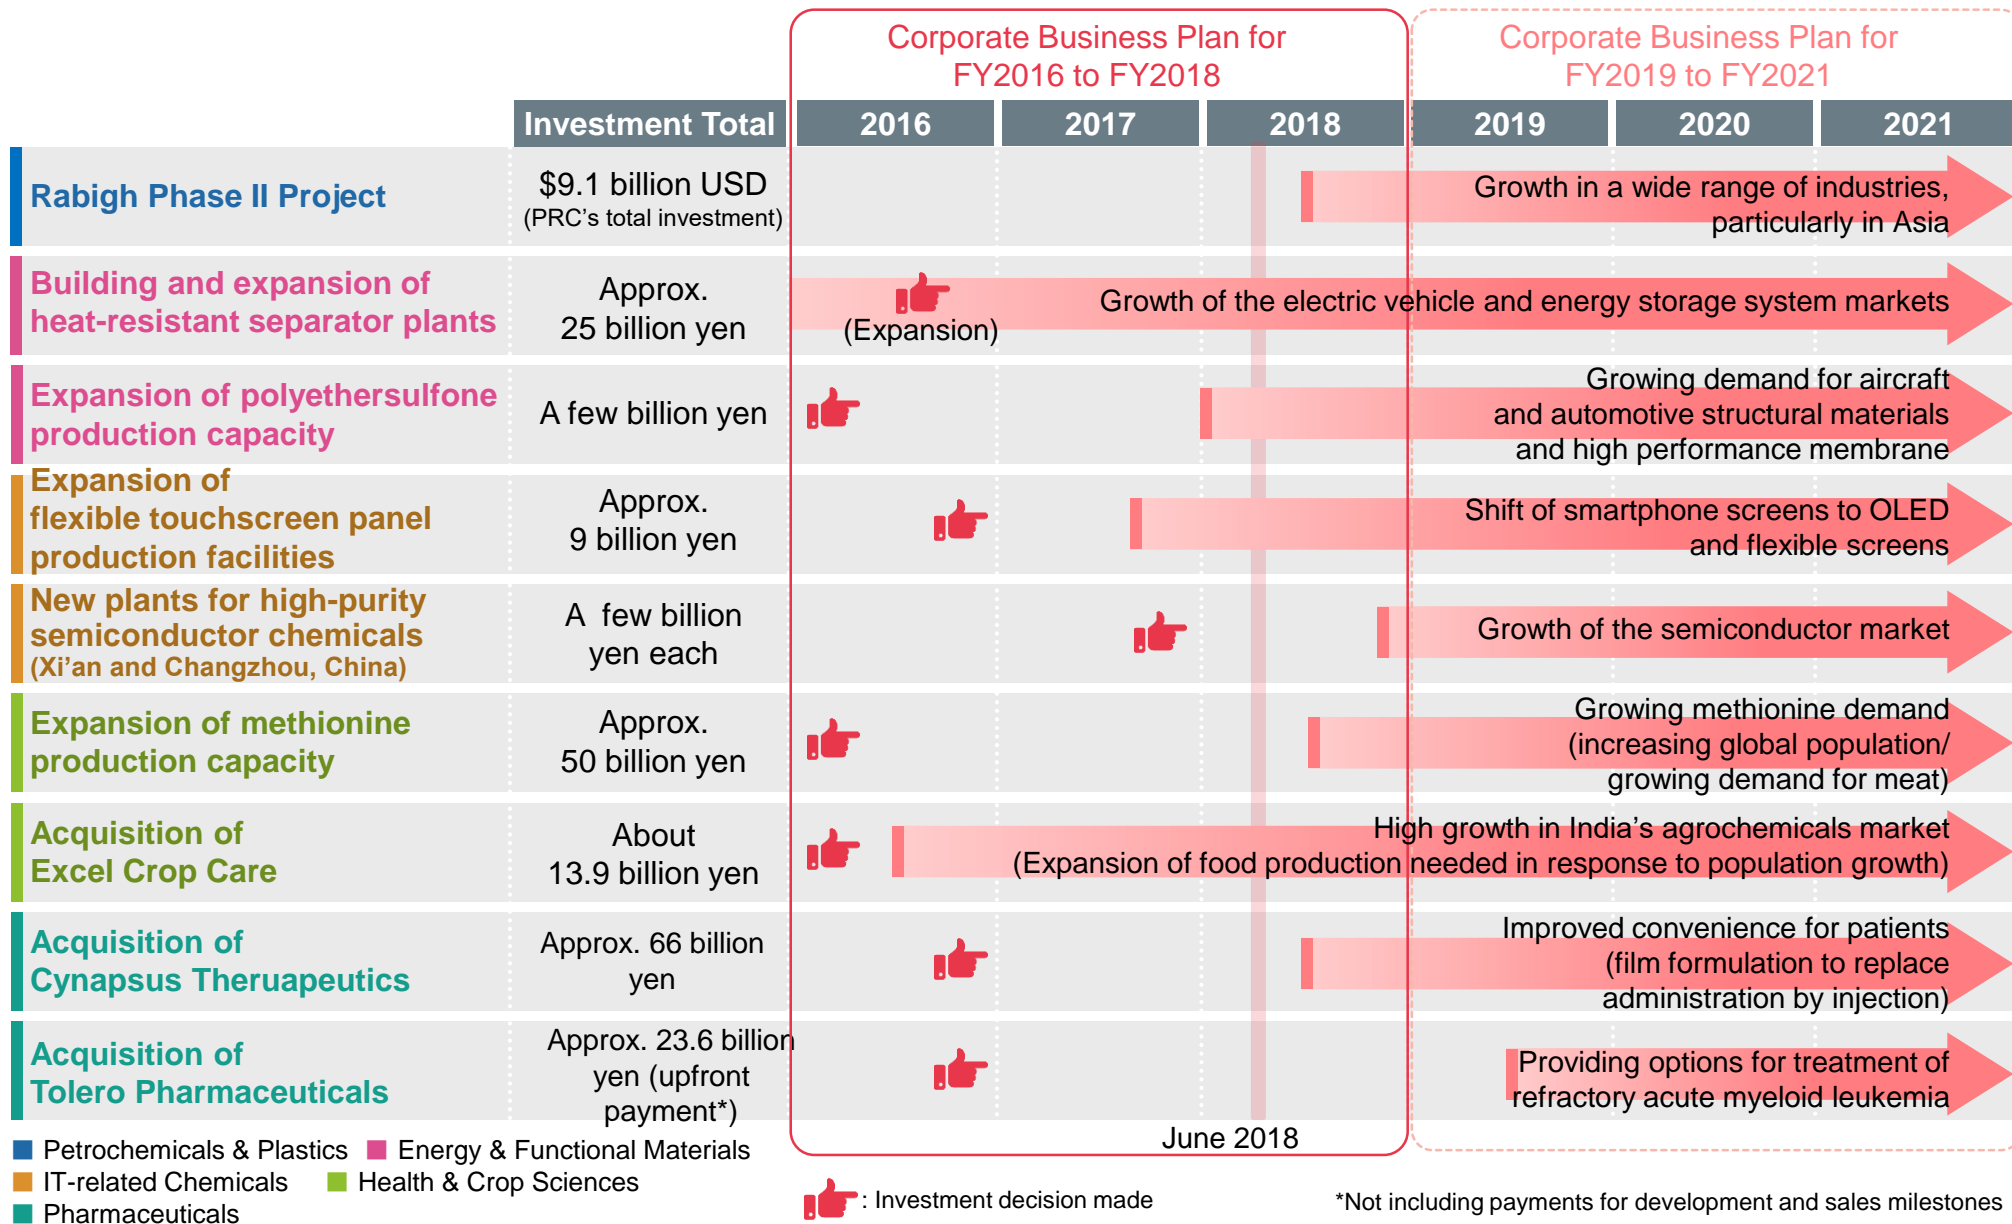 Corporate Business Plan for
FY2016 to FY2018
Corporate Business Plan for
FY2019 to FY2021
Investment Total
2016
2017
2018
2019
2020
2021
Rabigh Phase II Project
$9.1 billion USD
(PRC's total investment)
Growth in a wide range of industries,
particularly in Asia
Building and expansion of
heat-resistant separator plants
Approx.
25 billion yen
(Expansion)
Growth of the electric vehicle and energy storage system markets
Expansion of polyethersulfone
production capacity
A few billion yen
Growing demand for aircraft
and automotive structural materials
and high performance membrane
Expansion of
flexible touchscreen panel
production facilities
Approx.
9 billion yen
Shift of smartphone screens to OLED
and flexible screens
New plants for high-purity
semiconductor chemicals
(Xi'an and Changzhou, China)
A few billion
yen each
Growth of the semiconductor market
Expansion of methionine
production capacity
Approx.
50 billion yen
Growing methionine demand
(increasing global population/
growing demand for meat)
Acquisition of
Excel Crop Care
About
13.9 billion yen
High growth in India's agrochemicals market
(Expansion of food production needed in response to population growth)
Acquisition of
Cynapsus Theruapeutics
Approx. 66 billion
yen
Improved convenience for patients
(film formulation to replace
administration by injection)
Acquisition of
Tolero Pharmaceuticals
Approx. 23.6 billion
yen (upfront
payment*)
Providing options for treatment of
refractory acute myeloid leukemia
June 2018
Petrochemicals & Plastics
Energy & Functional Materials
IT-related Chemicals
Health & Crop Sciences
Pharmaceuticals
: Investment decision made
*Not including payments for development and sales milestones